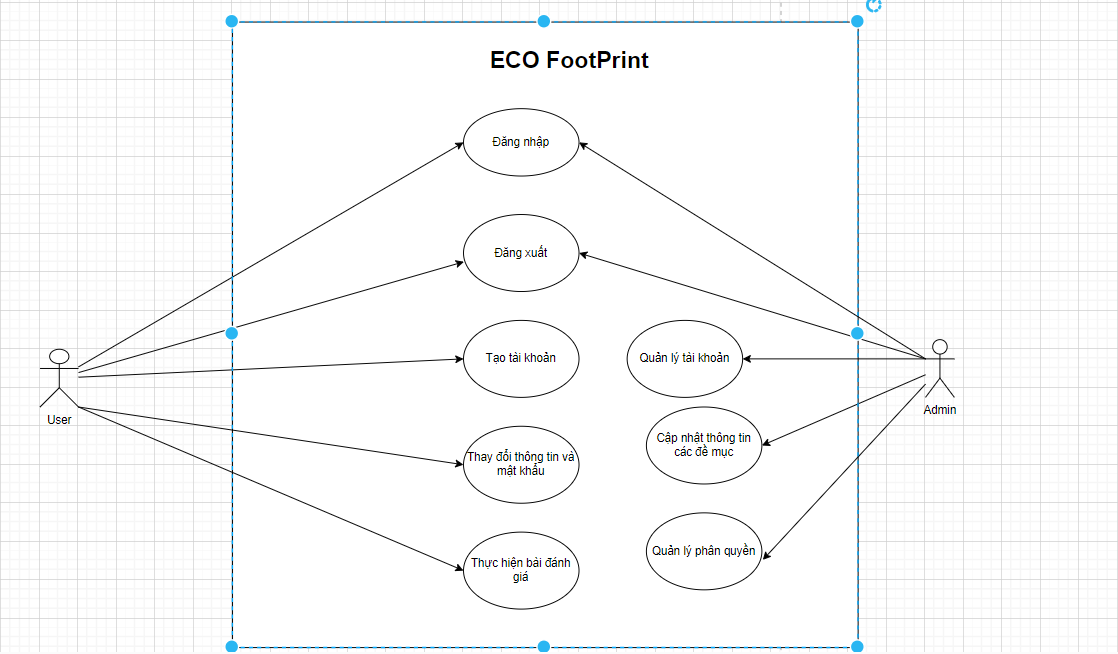 ECO FootPrint
Đăng nhập
Đăng xuất
Tạo tài khoản
Quản lý tài khoản
User
Admin
Cập nhật thông tin
các đề mục
Thay đổi thông tin và
mật khẩu
Quản lý phân quyền
Thực hiện bài đánh
giá